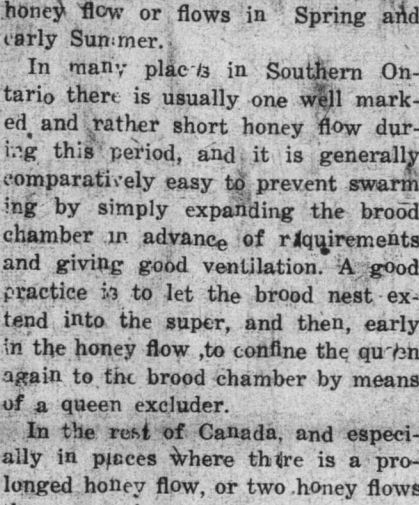 honey flow or flows in Spring and
early Summer.
In many places in Southern On-
tario there is usually one well mark-
ed and rather short honey flow dur-
ing this period, and it is generally
comparatively easy to prevent swarm
ing by simply expanding the brood
chamber in advance of requirements
and giving good ventilation. A good
practice is to let the brood nest ex-
tend into the super, and then, early
in the honey flow ,to confine the queen
again to the brood chamber by means
of a queen excluder.
In the rest of Canada, and especi-
ally in places where there is a pro-
longed honey flow, or two honey flows